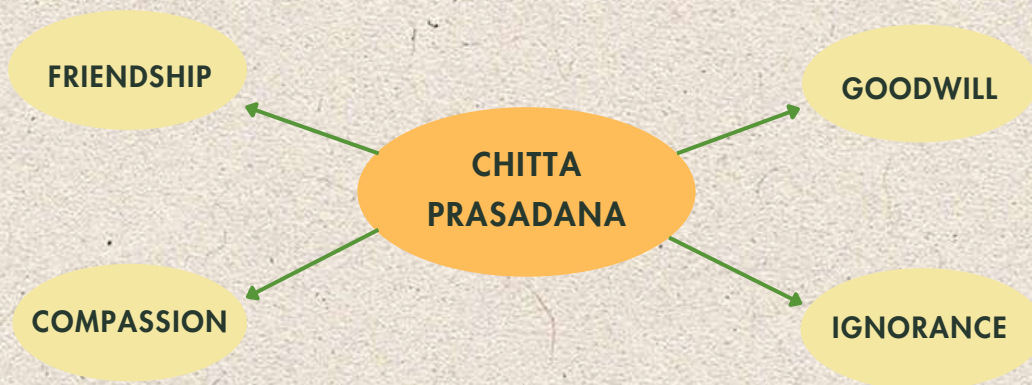 FRIENDSHIP
GOODWILL
CHITTA
PRASADANA
COMPASSION
IGNORANCE